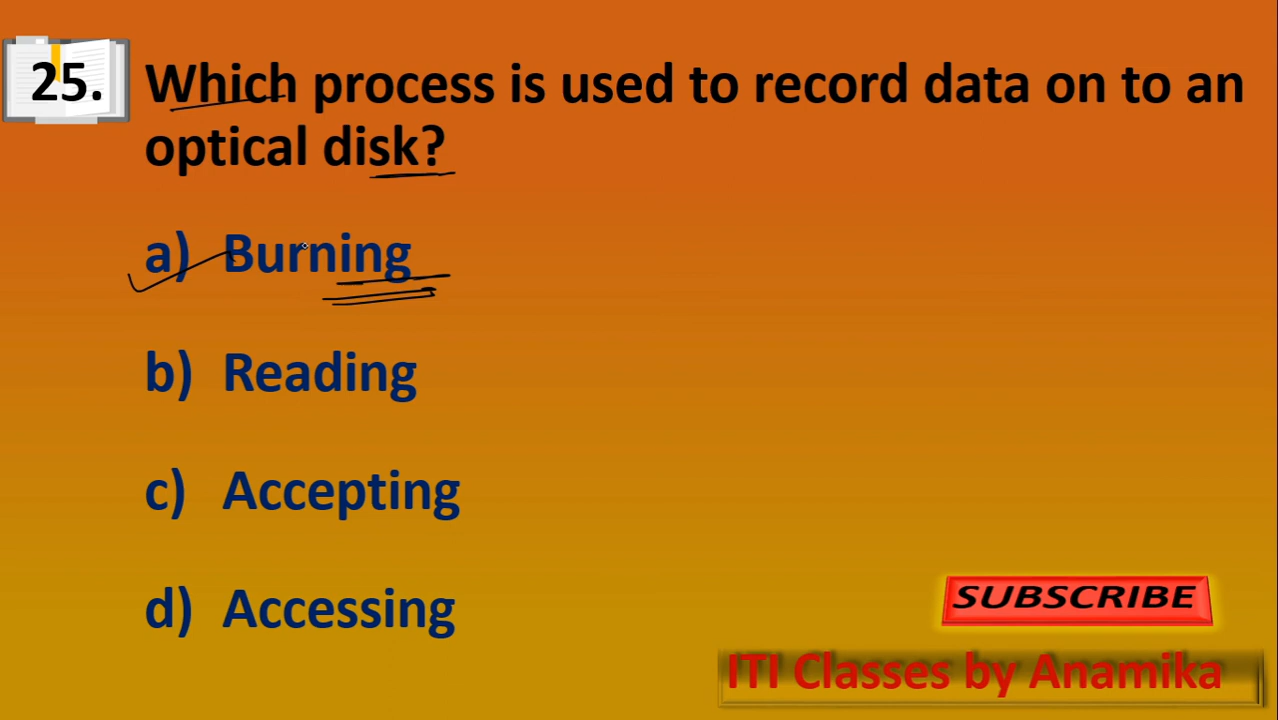 25. Which process is used to record data on to an
optical disk?
a) Burning
b) Reading
c) Accepting
d) Accessing
SUBSCRIBE
ITI Classes by Anamika